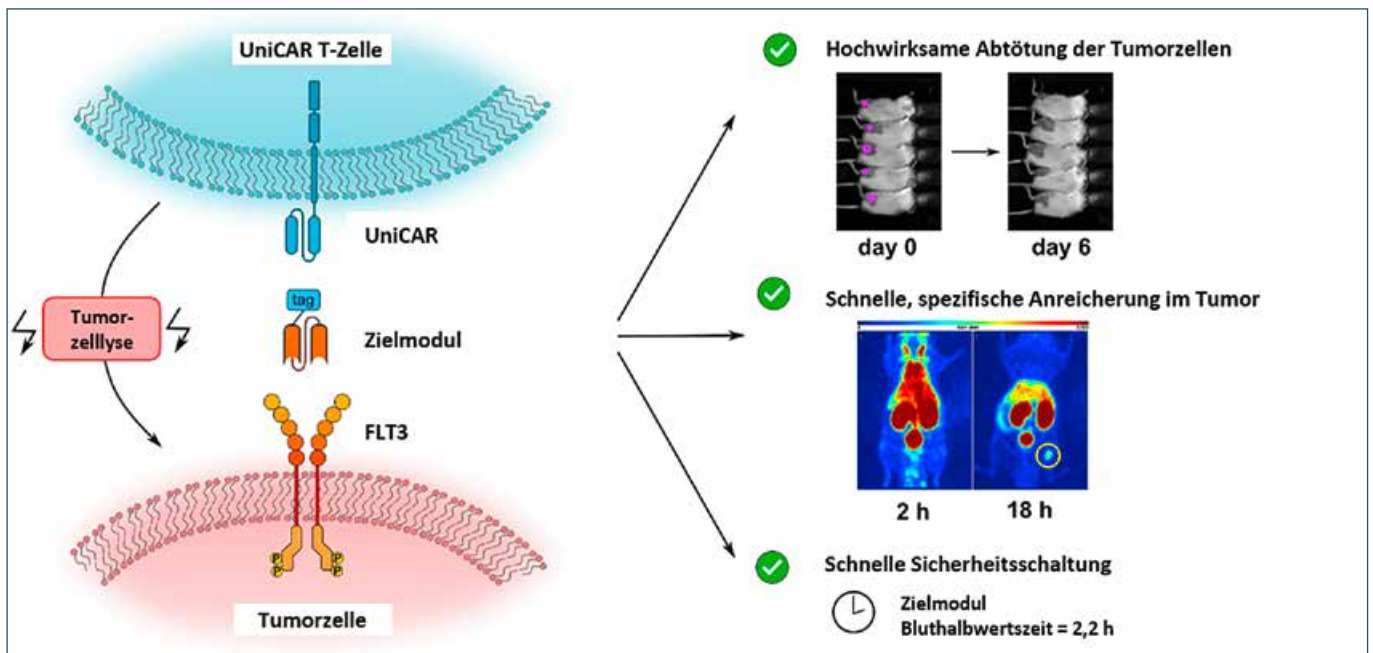 UniCAR T-Zelle
UniCAR
tag
Zielmodul
Tumor-
zelllyse
FLT3
P
P
P
P
Tumorzelle
Hochwirksame Abtötung der Tumorzellen
day 0
day 6
Schnelle, spezifische Anreicherung im Tumor
2 h
18 h
Schnelle Sicherheitsschaltung
Zielmodul
Bluthalbwertszeit = 2,2 h